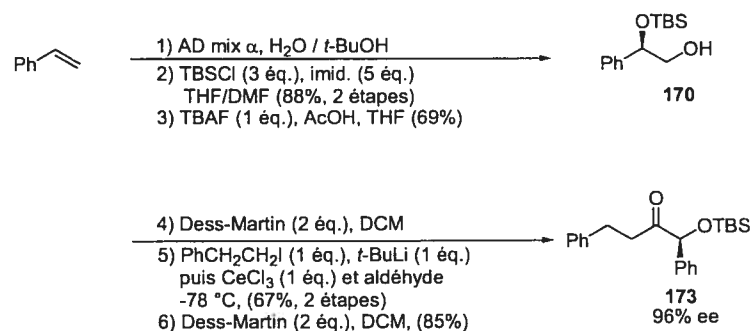 OTBS
1) AD mix α, H2O / t-BuOH
Ph
OH
2) TBSCl (3 éq.), imid. (5 éq.)
Ph
THF/DMF (88%, 2 étapes)
170
3) TBAF (1 éq.), AcOH, THF (69%)
O
4) Dess-Martin (2 éq.), DCM
OTBS
Ph
5) PhCH2CH2I (1 éq.), t-BuLi (1 éq.)
Ph
puis CeCl3 (1 éq.) et aldéhyde
173
-78 °C, (67%, 2 étapes)
96% ee
6) Dess-Martin (2 éq.), DCM, (85%)